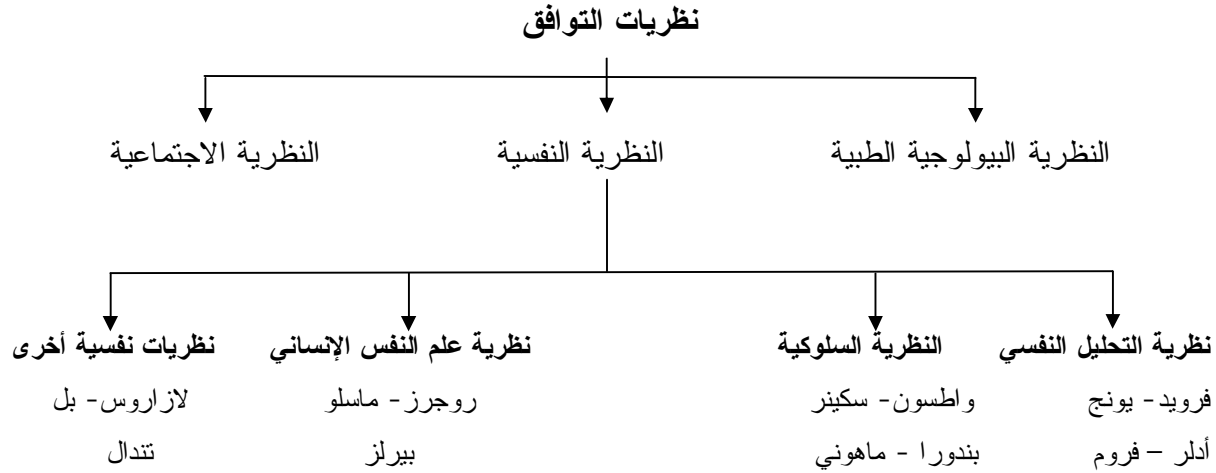 نظريات التوافق
النظرية البيولوجية الطبية النظرية النفسية النظرية الاجتماعية
نظرية التحليل النفسي النظرية السلوكية نظرية علم النفس الإنساني نظريات نفسية أخرى
فرويد - يونج واطسون - سكينر روجرز - ماسلو لازاروس - بل
أدلر – فروم بندورا - ماهوني بيرلز تندال